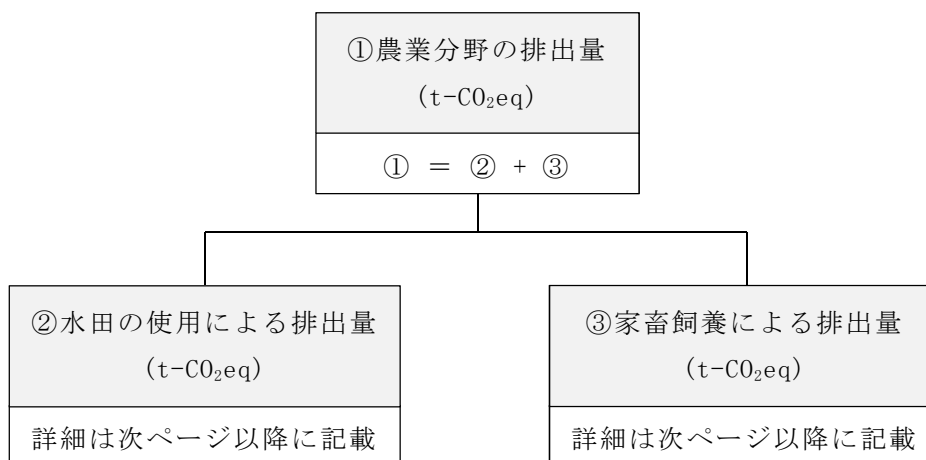 ①農業分野の排出量
(t-CO₂eq)
① = ② + ③
②水田の使用による排出量
(t-CO₂eq)
詳細は次ページ以降に記載
③家畜飼養による排出量
(t-CO₂eq)
詳細は次ページ以降に記載